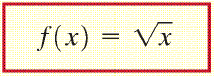 f(x) = √x